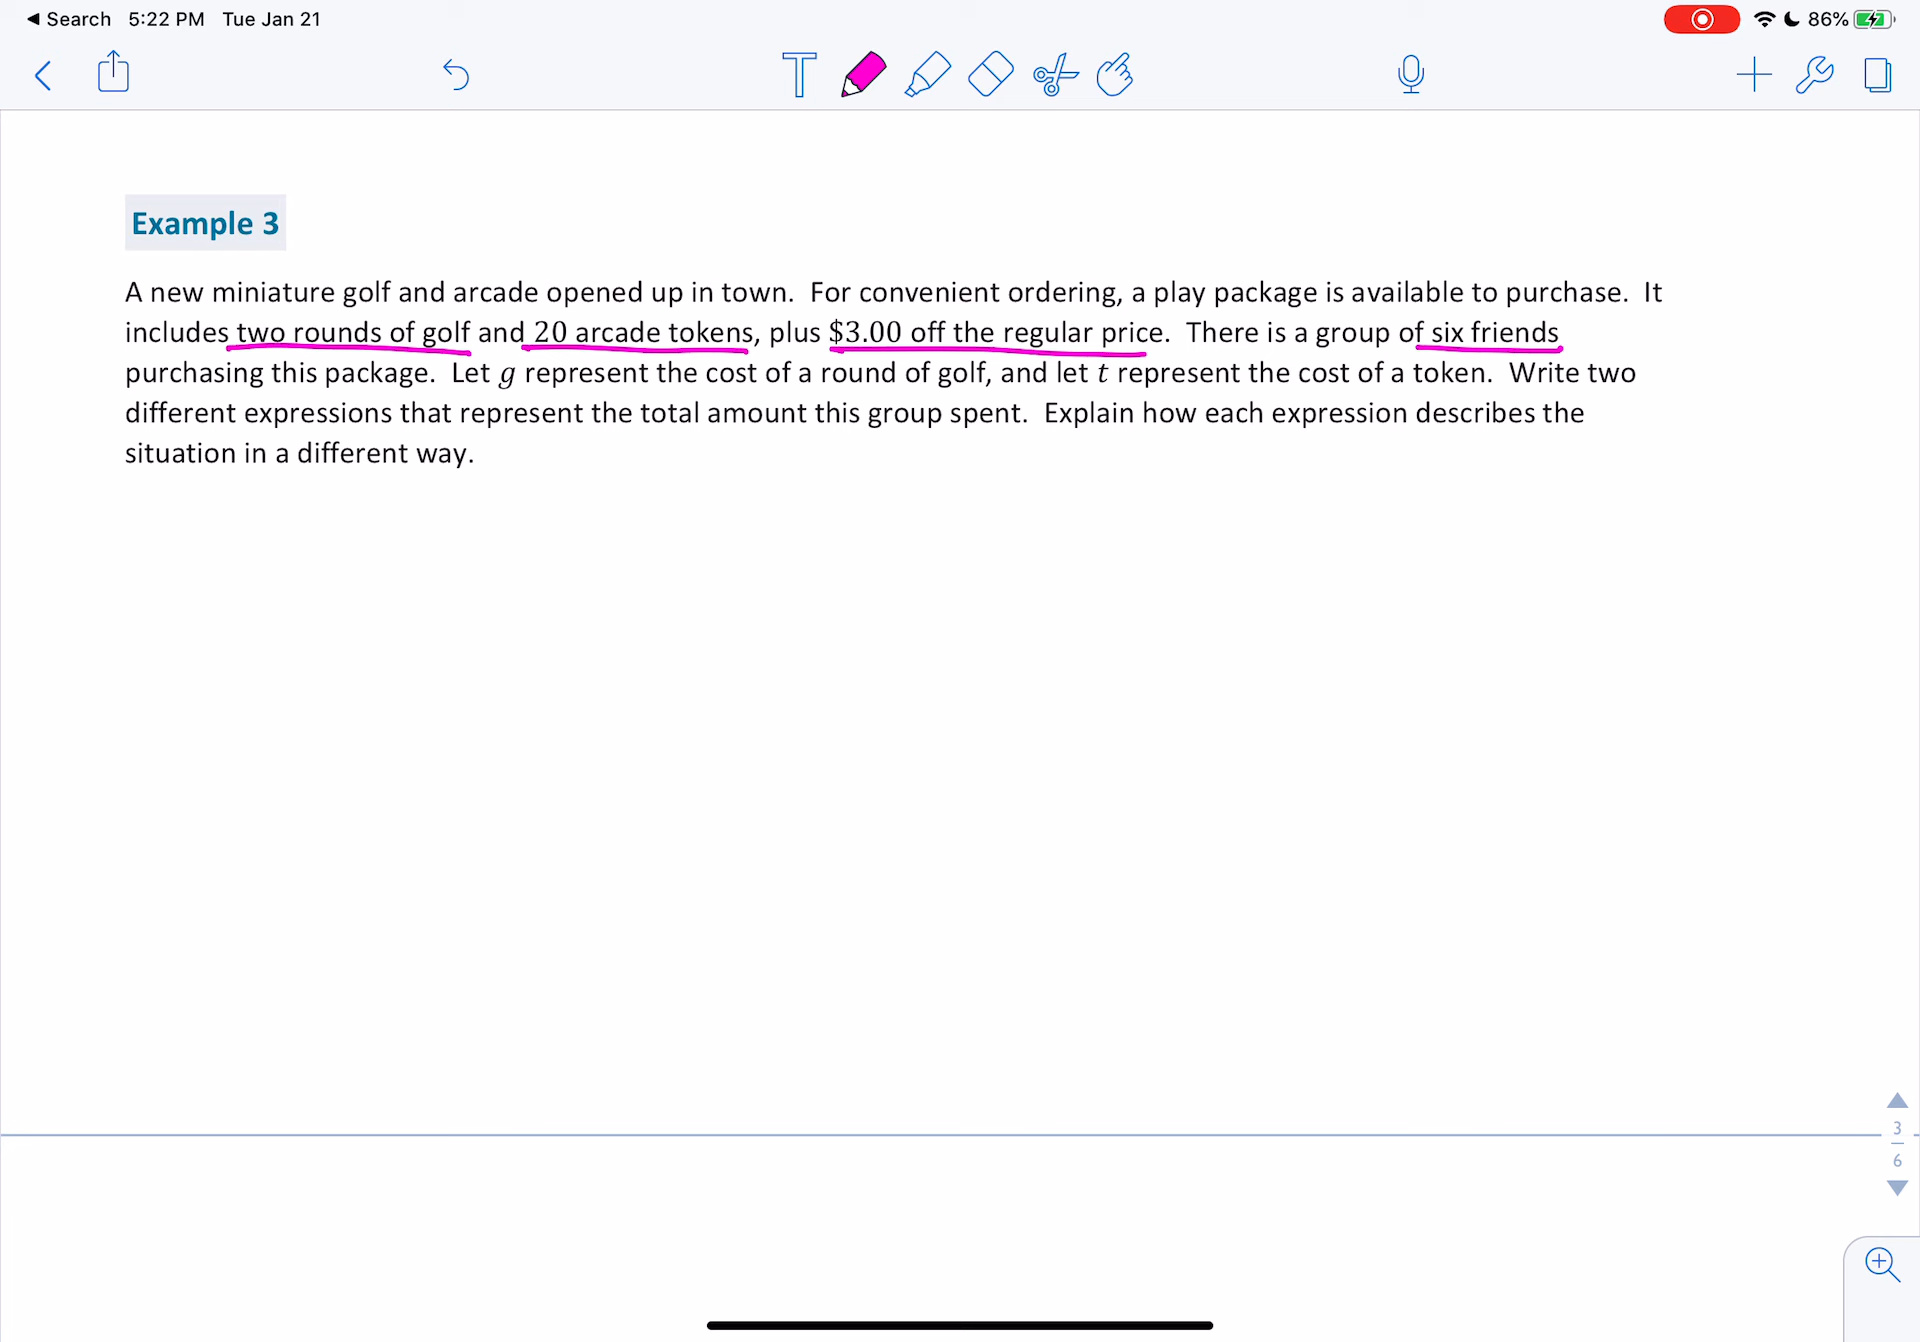 ◀ Search 5:22 PM Tue Jan 21 86%
T
Example 3
A new miniature golf and arcade opened up in town. For convenient ordering, a play package is available to purchase. It
includes two rounds of golf and 20 arcade tokens, plus $3.00 off the regular price. There is a group of six friends
purchasing this package. Let g represent the cost of a round of golf, and let t represent the cost of a token. Write two
different expressions that represent the total amount this group spent. Explain how each expression describes the
situation in a different way.
3
6